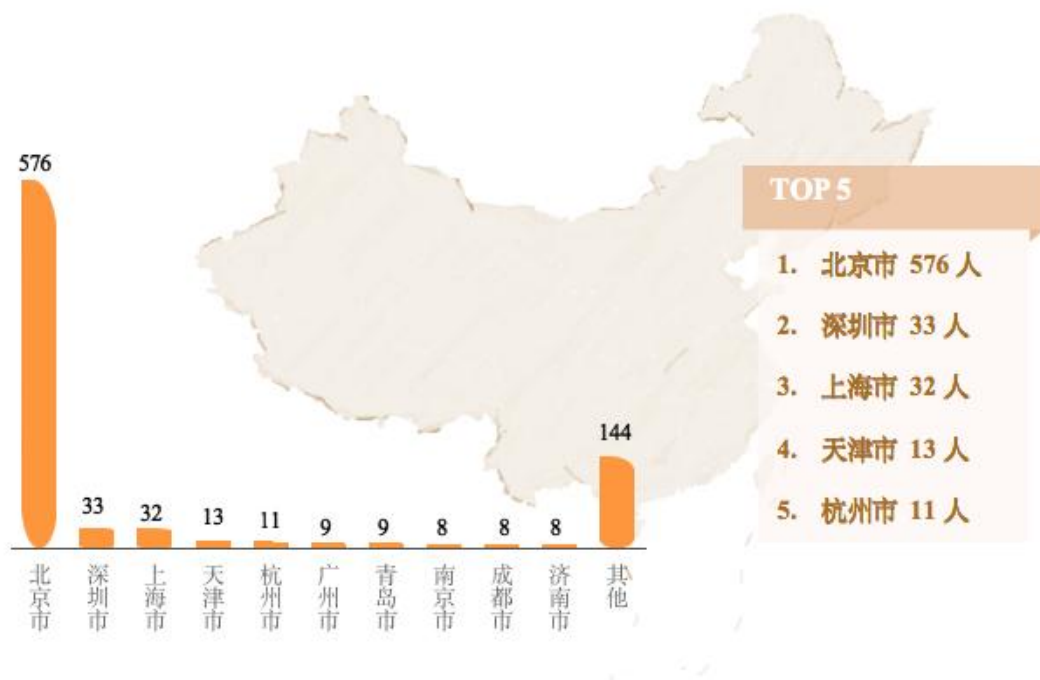 576
33
32
13
11
9
9
8
8
8
144
北京市
深圳市
上海市
天津市
杭州市
广州市
青岛市
南京市
成都市
济南市
其他
TOP 5
1. 北京市 576 人
2. 深圳市 33 人
3. 上海市 32 人
4. 天津市 13 人
5. 杭州市 11 人